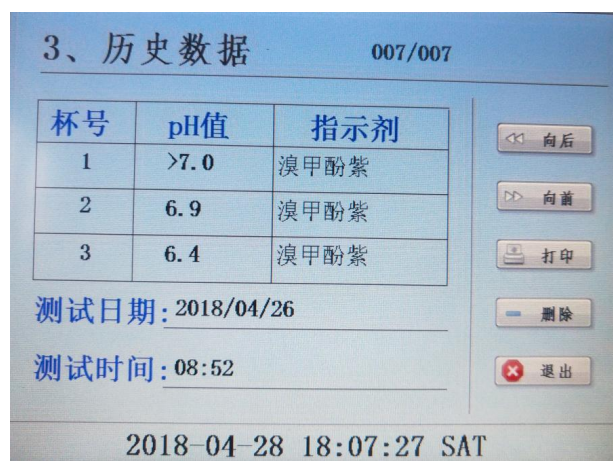 3、历史数据 007/007
杯号 pH值 指示剂
1 >7.0 溴甲酚紫
2 6.9 溴甲酚紫
3 6.4 溴甲酚紫
测试日期: 2018/04/26
测试时间: 08:52
向后
向前
打印
删除
退出
2018-04-28 18:07:27 SAT